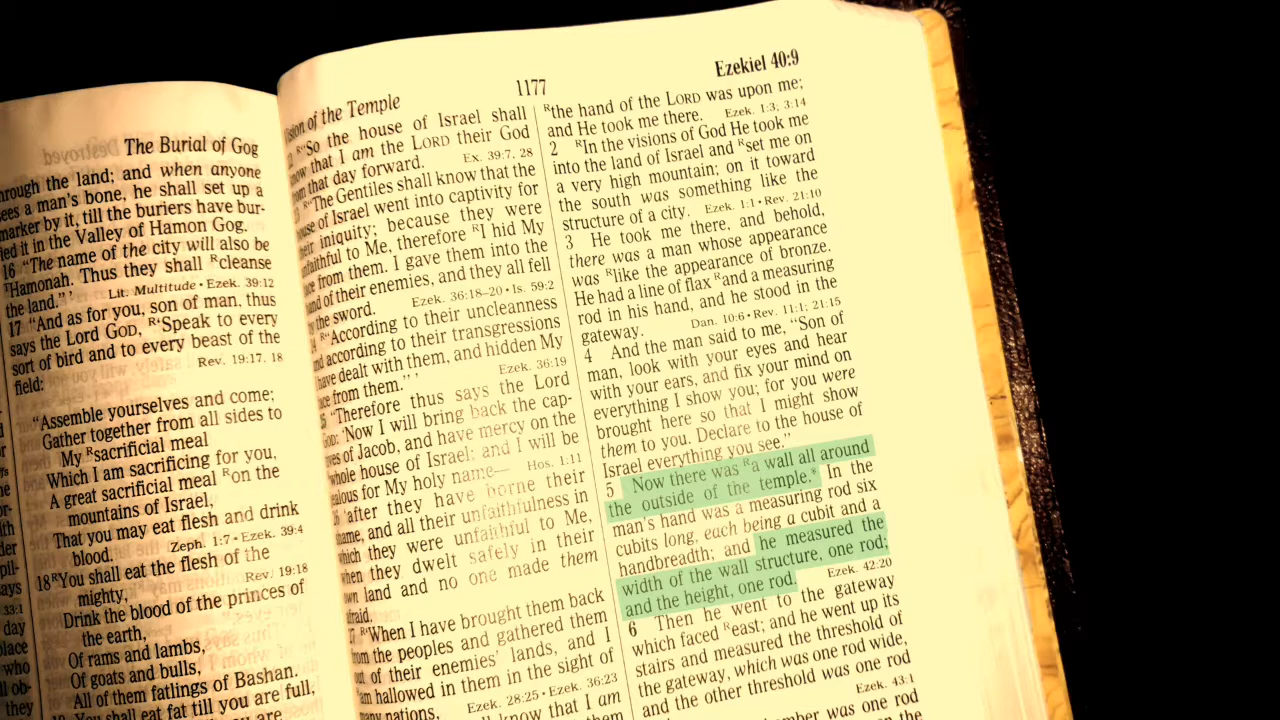 The Burial of Gog
through the land; and when anyone
sees a man's bone, he shall set up a
marker by it, till the buriers have bur-
ied it in the Valley of Hamon Gog.
16 “The name of the city will also be
Hamonah. Thus they shall Rcleanse
the land.” ’ Lit. Multitude • Ezek. 39:12
17 “And as for you, son of man, thus
says the Lord GOD, R‘Speak to every
sort of bird and to every beast of the
field: Rev. 19:17, 18
“Assemble yourselves and come;
Gather together from all sides to
My Rsacrificial meal
Which I am sacrificing for you,
A great sacrificial meal Ron the
mountains of Israel,
That you may eat flesh and drink
blood. Zeph. 1:7 • Ezek. 39:4
18 RYou shall eat the flesh of the
mighty, Rev. 19:18
Drink the blood of the princes of
the earth,
Of rams and lambs,
Of goats and bulls,
All of them fatlings of Bashan.
You shall eat fat till you are full,
1177
Ezekiel 40:9
of the Temple
R“So the house of Israel shall
that I am the LORD their God
that day forward. Ex. 39:7, 28
R“The Gentiles shall know that the
of Israel went into captivity for
iniquity; because they were
to Me, therefore RI hid My
from them. I gave them into the
of their enemies, and they all fell
the sword. Ezek. 36:18–20 • Is. 59:2
R“According to their uncleanness
according to their transgressions
have dealt with them, and hidden My
from them.” ’ Ezek. 36:19
“Therefore thus says the Lord
‘Now I will bring back the cap-
of Jacob, and have mercy on the
whole house of Israel; and I will be
for My holy name— Hos. 1:11
after they have borne their
and all their unfaithfulness in
which they were unfaithful to Me,
when they dwelt safely in their
land and no one made them
R‘When I have brought them back
from the peoples and gathered them
of their enemies' lands, and I
hallowed in them in the sight of
many nations, Ezek. 28:25 • Ezek. 36:23
know that I am
Rthe hand of the LORD was upon me;
and He took me there. Ezek. 1:3; 3:14
2 RIn the visions of God He took me
into the land of Israel and Rset me on
a very high mountain; on it toward
the south was something like the
structure of a city. Ezek. 1:1 • Rev. 21:10
3 He took me there, and behold,
there was a man whose appearance
was Rlike the appearance of bronze.
He had a line of flax Rand a measuring
rod in his hand, and he stood in the
gateway. Dan. 10:6 • Rev. 11:1; 21:15
4 And the man said to me, “Son of
man, look with your eyes and hear
with your ears, and fix your mind on
everything I show you; for you were
brought here so that I might show
them to you. Declare to the house of
Israel everything you see.”
5 Now there was Ra wall all around
the outside of the temple.* In the
man's hand was a measuring rod six
cubits long, each being a cubit and a
handbreadth; and he measured the
width of the wall structure, one rod;
and the height, one rod. Ezek. 42:20
6 Then he went to the gateway
which faced Reast; and he went up its
stairs and measured the threshold of
the gateway, which was one rod wide,
and the other threshold was one rod
Ezek. 43:1
was one rod